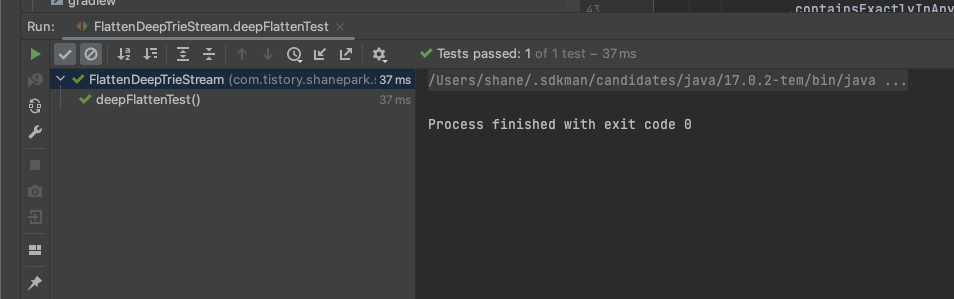 gradlew
43
.containsExactlyInAny
Run:
FlattenDeepTrieStream.deepFlattenTest
Tests passed: 1 of 1 test – 37 ms
FlattenDeepTrieStream (com.tistory.shanepark.s 37 ms
deepFlattenTest() 37 ms
/Users/shane/.sdkman/candidates/java/17.0.2-tem/bin/java ...
Process finished with exit code 0